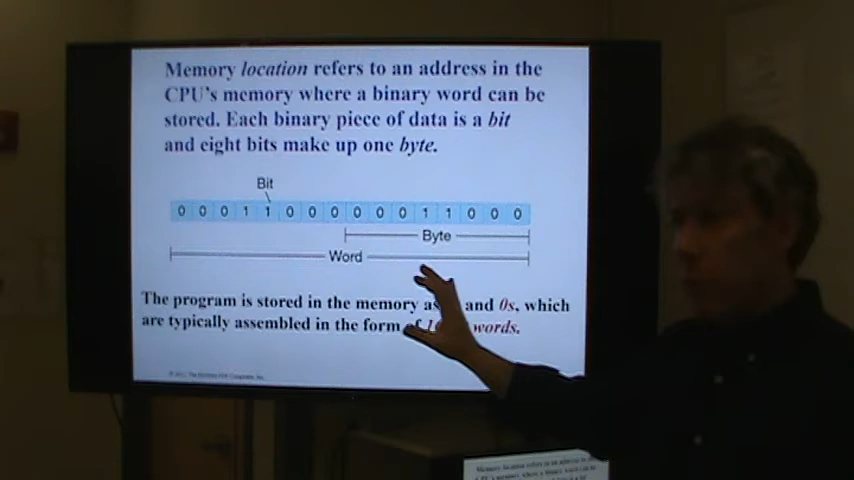 Memory location refers to an address in the
CPU's memory where a binary word can be
stored. Each binary piece of data is a bit
and eight bits make up one byte.
Bit
0 0 0 1 1 0 0 0 0 0 0 1 1 0 0 0
Byte
Word
The program is stored in the memory as and 0s, which
are typically assembled in the form of words.